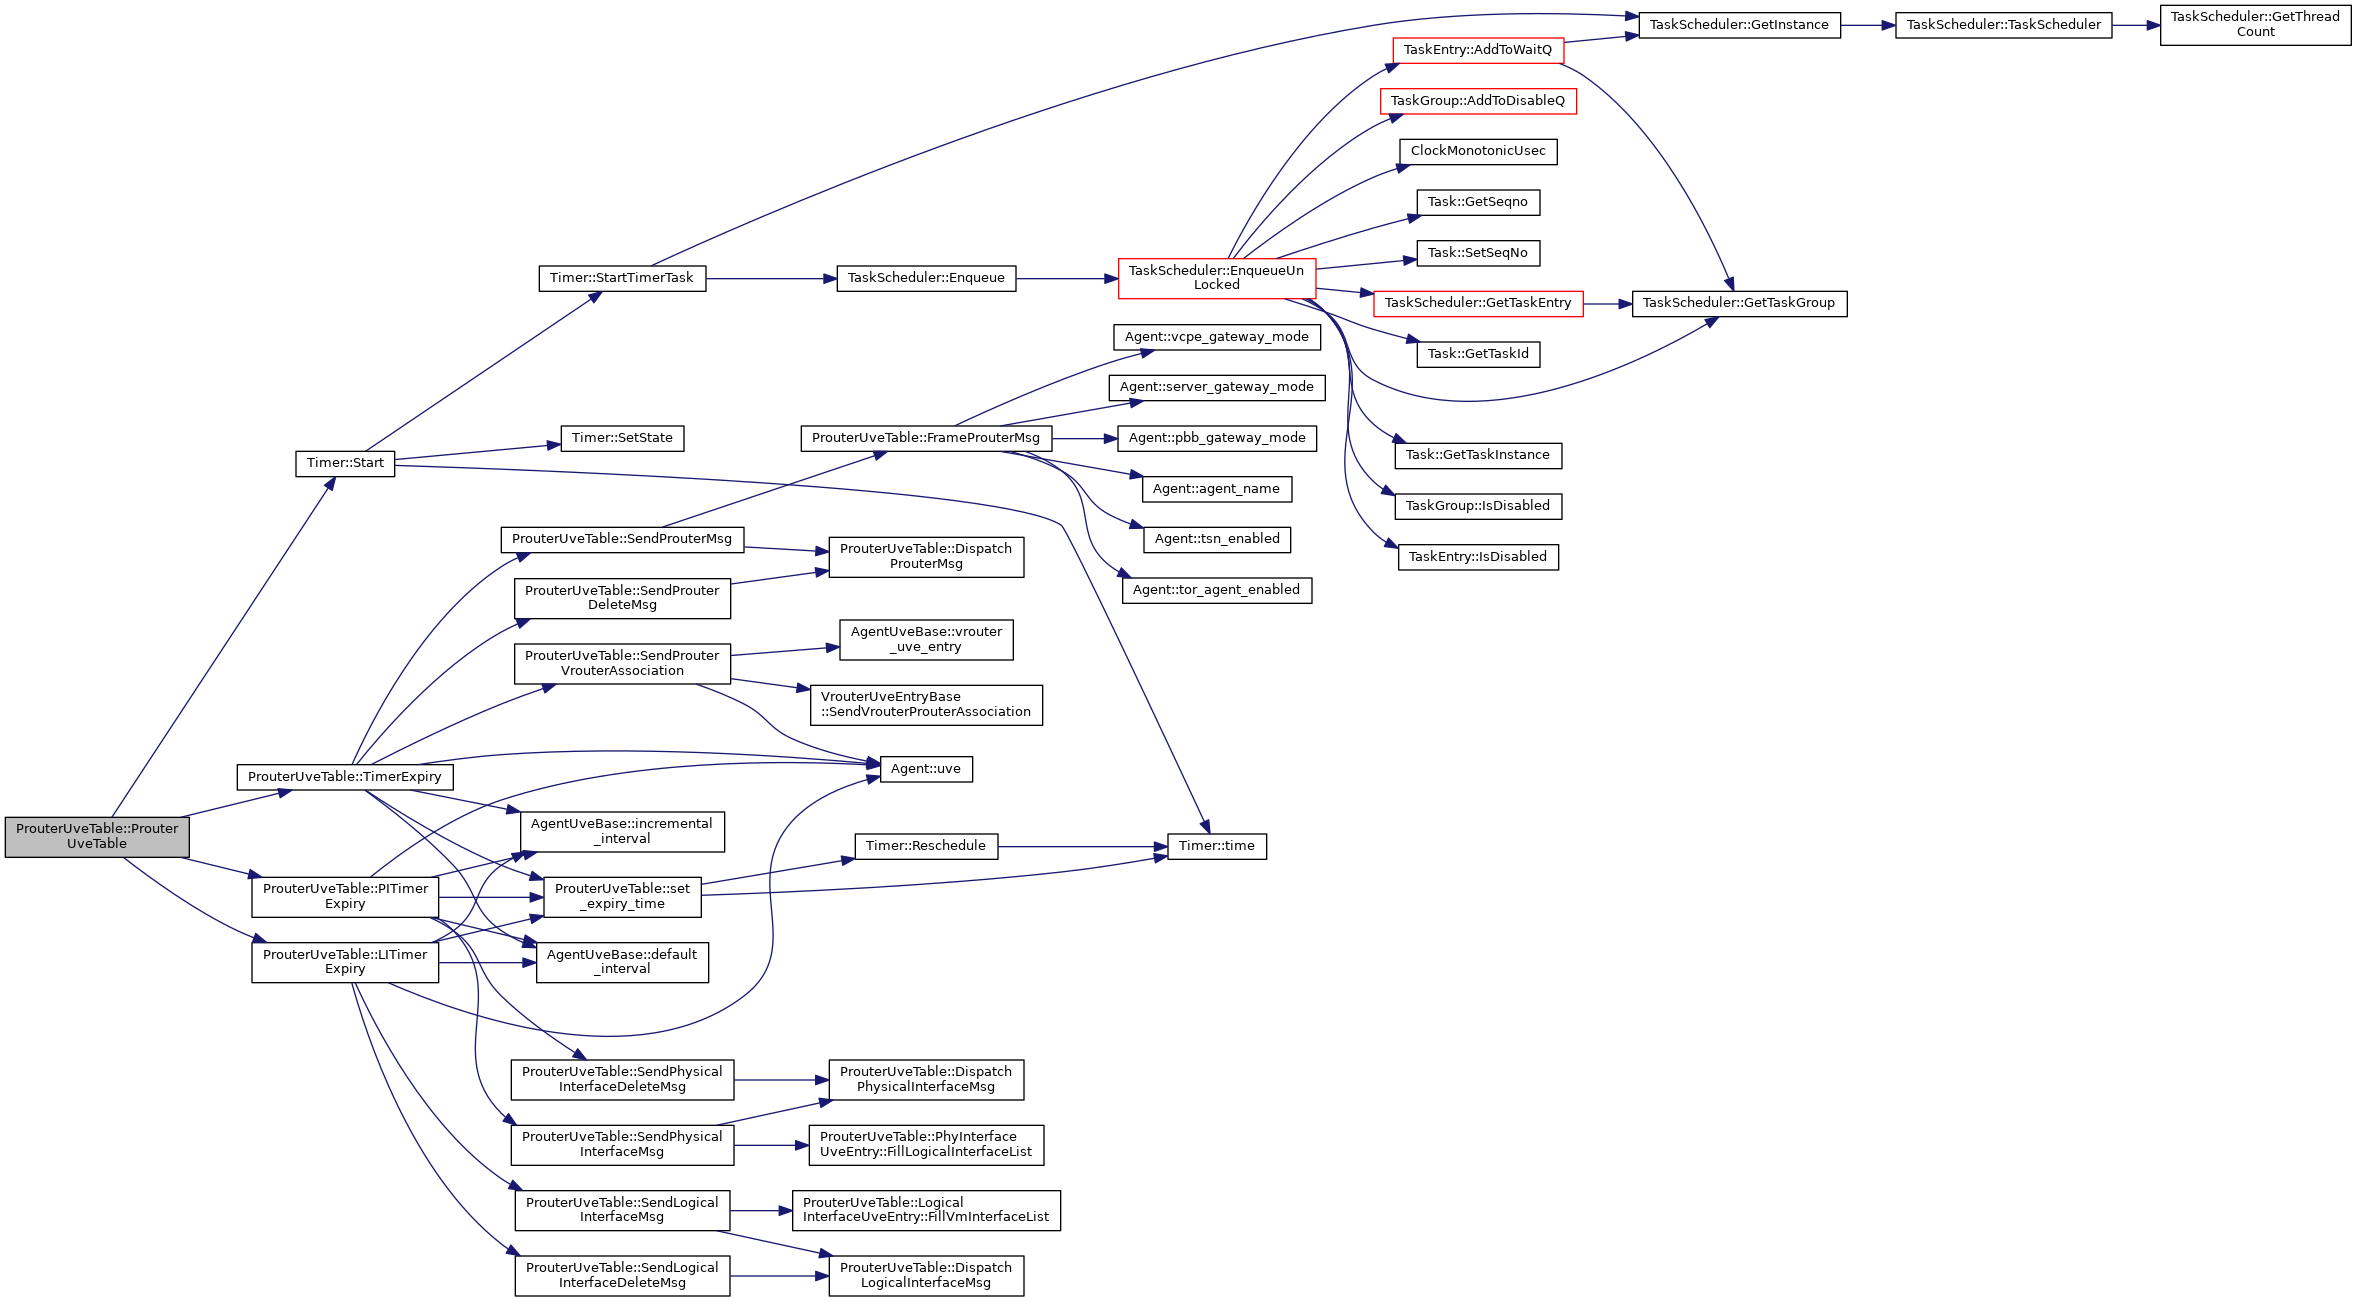 ProuterUveTable::Prouter
UveTable
Timer::Start
ProuterUveTable::TimerExpiry
ProuterUveTable::PITimer
Expiry
ProuterUveTable::LITimer
Expiry
Timer::StartTimerTask
Timer::SetState
ProuterUveTable::SendProuterMsg
ProuterUveTable::SendProuter
DeleteMsg
ProuterUveTable::SendProuter
VrouterAssociation
AgentUveBase::incremental
_interval
ProuterUveTable::set
_expiry_time
AgentUveBase::default
_interval
ProuterUveTable::SendPhysical
InterfaceDeleteMsg
ProuterUveTable::SendPhysical
InterfaceMsg
ProuterUveTable::SendLogical
InterfaceMsg
ProuterUveTable::SendLogical
InterfaceDeleteMsg
TaskScheduler::Enqueue
ProuterUveTable::FrameProuterMsg
ProuterUveTable::Dispatch
ProuterMsg
AgentUveBase::vrouter
_uve_entry
VrouterUveEntryBase
::SendVrouterProuterAssociation
Agent::uve
Timer::Reschedule
ProuterUveTable::Dispatch
PhysicalInterfaceMsg
ProuterUveTable::PhyInterface
UveEntry::FillLogicalInterfaceList
ProuterUveTable::Logical
InterfaceUveEntry::FillVmInterfaceList
ProuterUveTable::Dispatch
LogicalInterfaceMsg
TaskScheduler::EnqueueUn
Locked
Agent::vcpe_gateway_mode
Agent::server_gateway_mode
Agent::pbb_gateway_mode
Agent::agent_name
Agent::tsn_enabled
Agent::tor_agent_enabled
Timer::time
TaskEntry::AddToWaitQ
TaskGroup::AddToDisableQ
ClockMonotonicUsec
Task::GetSeqno
Task::SetSeqNo
TaskScheduler::GetTaskEntry
Task::GetTaskId
Task::GetTaskInstance
TaskGroup::IsDisabled
TaskEntry::IsDisabled
TaskScheduler::GetInstance
TaskScheduler::GetTaskGroup
TaskScheduler::TaskScheduler
TaskScheduler::GetThread
Count